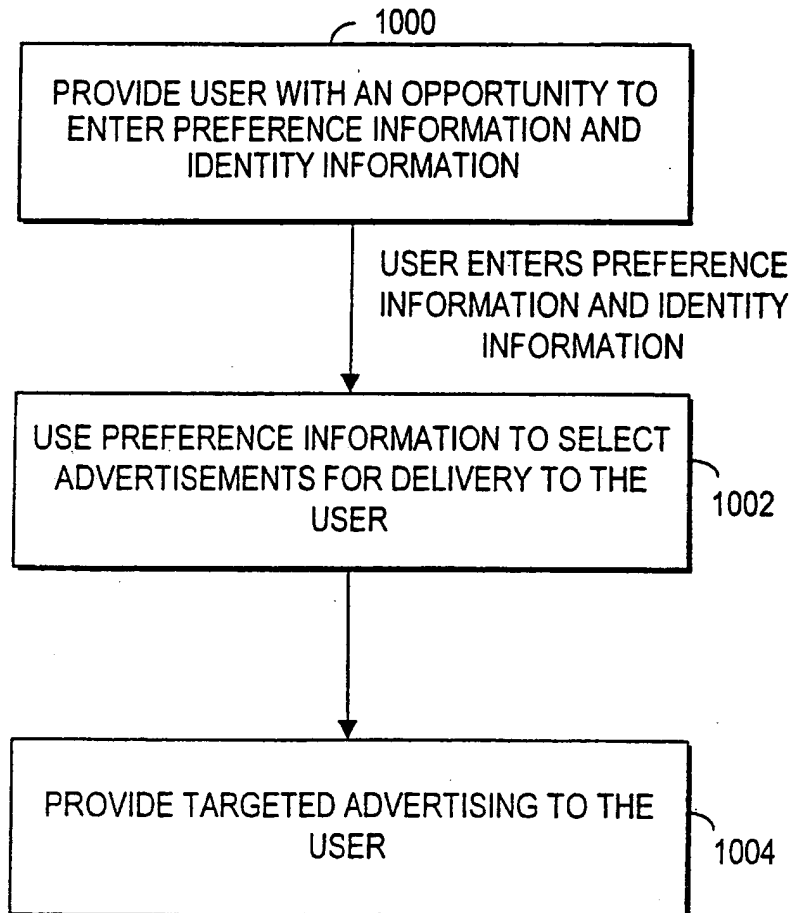 1000
PROVIDE USER WITH AN OPPORTUNITY TO
ENTER PREFERENCE INFORMATION AND
IDENTITY INFORMATION
USER ENTERS PREFERENCE
INFORMATION AND IDENTITY
INFORMATION
USE PREFERENCE INFORMATION TO SELECT
ADVERTISEMENTS FOR DELIVERY TO THE
USER
1002
PROVIDE TARGETED ADVERTISING TO THE
USER
1004